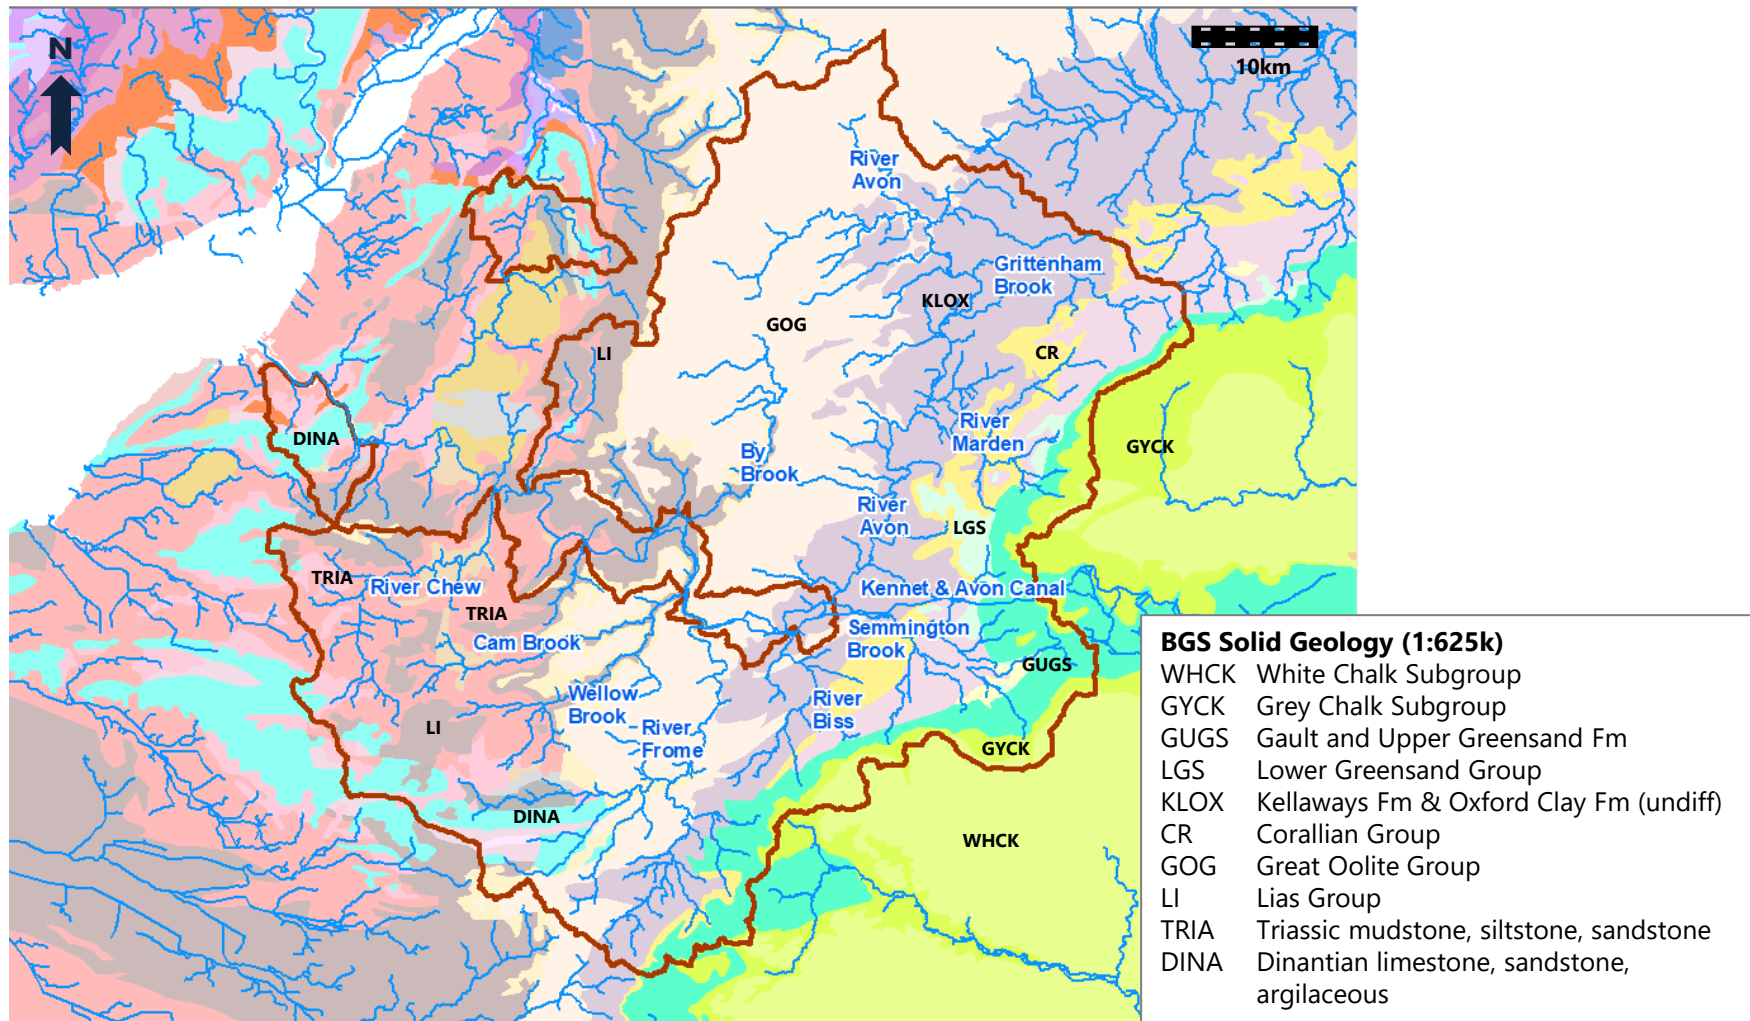 N
10km
River
Avon
Grittenham
Brook
KLOX
GOG
LI
CR
DINA
River
Marden
GYCK
By
Brook
River
Avon
LGS
TRIA
River Chew
Kennet & Avon Canal
TRIA
Cam Brook
Semmington
Brook
GUGS
Wellow
Brook
River
Biss
LI
River
Frome
GYCK
DINA
WHCK
BGS Solid Geology (1:625k)
WHCK White Chalk Subgroup
GYCK Grey Chalk Subgroup
GUGS Gault and Upper Greensand Fm
LGS Lower Greensand Group
KLOX Kellaways Fm & Oxford Clay Fm (undiff)
CR Corallian Group
GOG Great Oolite Group
LI Lias Group
TRIA Triassic mudstone, siltstone, sandstone
DINA Dinantian limestone, sandstone,
argilaceous